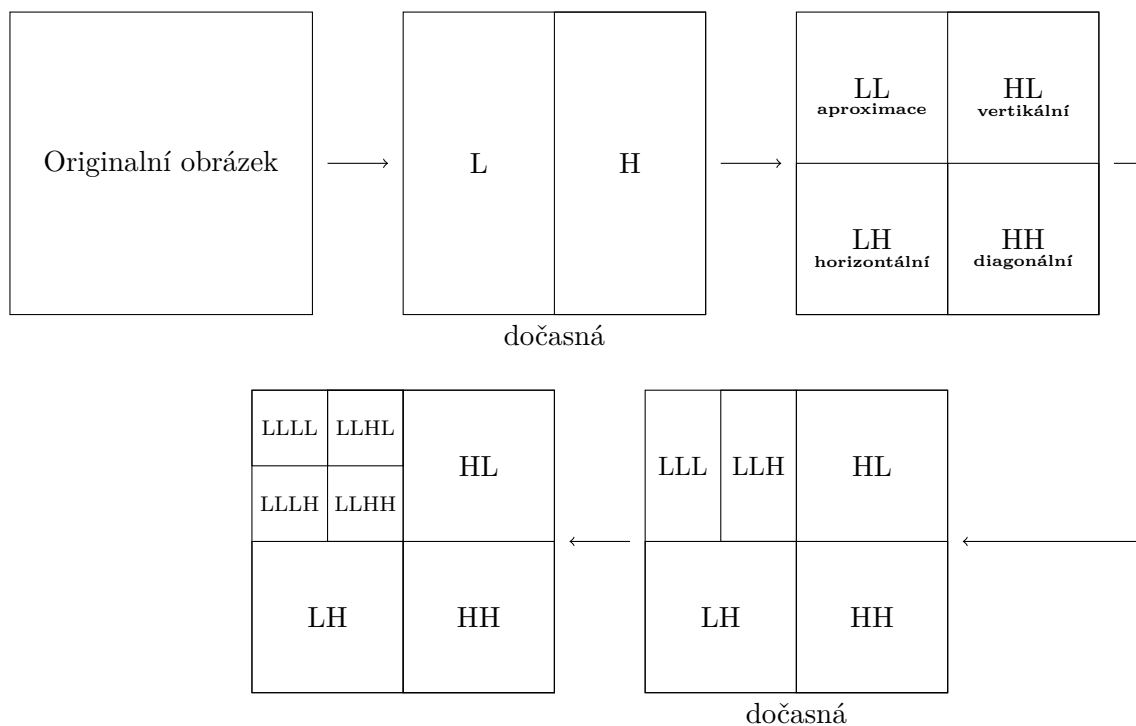 Originalní obrázek
L
H
dočasná
LL
aproximace
HL
vertikální
LH
horizontální
HH
diagonální
LLLL
LLHL
LLLH
LLHH
HL
LH
HH
LLL
LLH
HL
LH
HH
dočasná